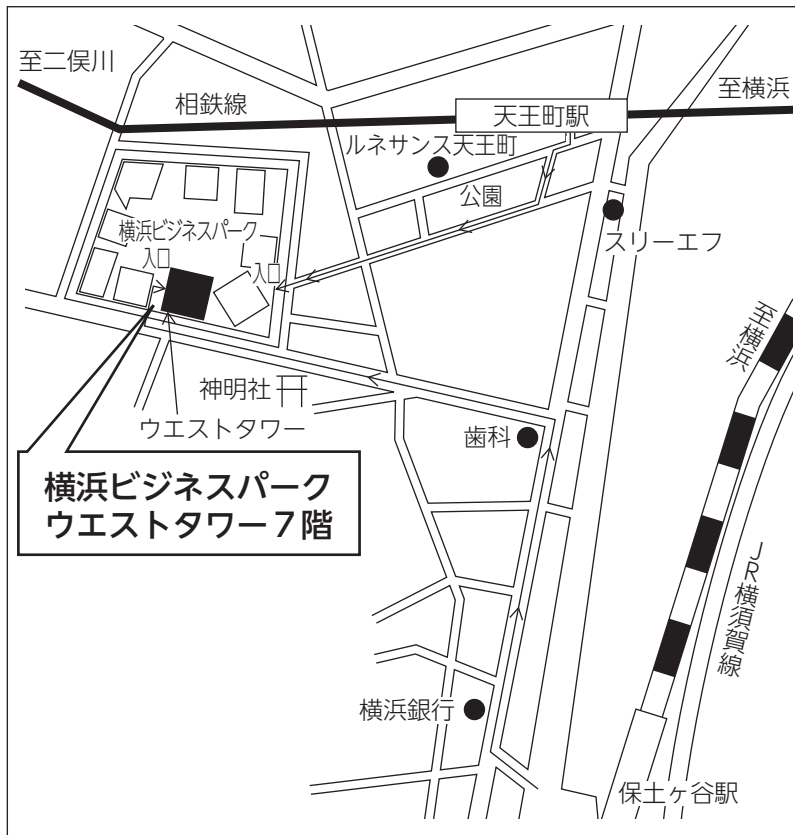 至二俣川
相鉄線
天王町駅
至横浜
ルネサンス天王町
公園
スリーエフ
横浜ビジネスパーク
入口
入口
至横浜
神明社
ウエストタワー
歯科
横浜ビジネスパーク
ウエストタワー7階
JR横須賀線
横浜銀行
保土ヶ谷駅